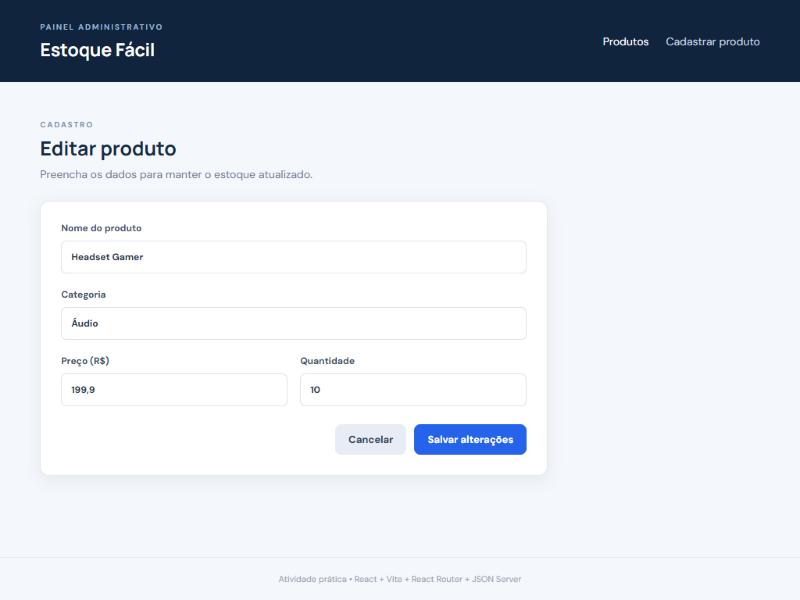 PAINEL ADMINISTRATIVO
Estoque Fácil
Produtos Cadastrar produto
CADASTRO
Editar produto
Preencha os dados para manter o estoque atualizado.
Nome do produto
Headset Gamer
Categoria
Áudio
Preço (R$) Quantidade
199,9 10
Cancelar Salvar alterações
Atividade prática • React + Vite + React Router + JSON Server